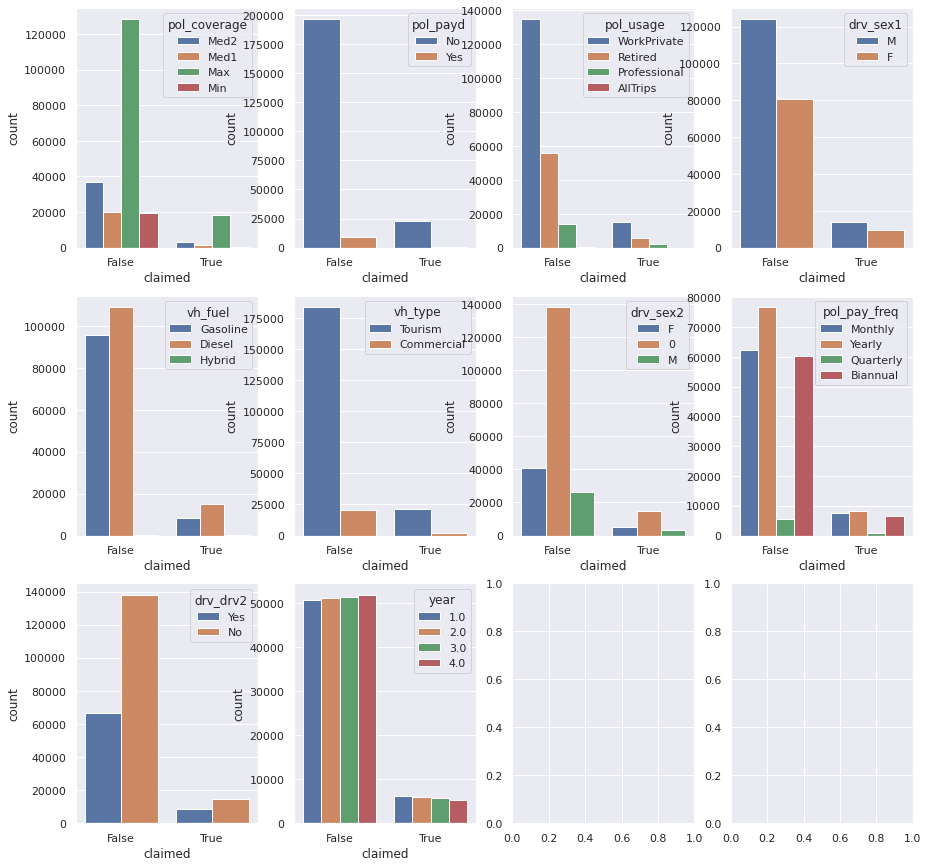 pol_coverage
Med2
Med1
Max
Min
120000
100000
80000
60000
40000
20000
0
count
False
True
claimed
pol_payd
No
Yes
200000
175000
150000
125000
100000
75000
50000
25000
0
count
False
True
claimed
pol_usage
WorkPrivate
Retired
Professional
AllTrips
140000
120000
100000
80000
60000
40000
20000
0
count
False
True
claimed
drv_sex1
M
F
120000
100000
80000
60000
40000
20000
0
count
False
True
claimed
vh_fuel
Gasoline
Diesel
Hybrid
100000
80000
60000
40000
20000
0
count
False
True
claimed
vh_type
Tourism
Commercial
175000
150000
125000
100000
75000
50000
25000
0
count
False
True
claimed
drv_sex2
F
0
M
140000
120000
100000
80000
60000
40000
20000
0
count
False
True
claimed
pol_pay_freq
Monthly
Yearly
Quarterly
Biannual
80000
70000
60000
50000
40000
30000
20000
10000
0
count
False
True
claimed
drv_drv2
Yes
No
140000
120000
100000
80000
60000
40000
20000
0
count
False
True
claimed
year
1.0
2.0
3.0
4.0
50000
40000
30000
20000
10000
0
count
False
True
claimed
1.0
0.8
0.6
0.4
0.2
0.0
0.0 0.2 0.4 0.6 0.8 1.0
1.0
0.8
0.6
0.4
0.2
0.0
0.0 0.2 0.4 0.6 0.8 1.0